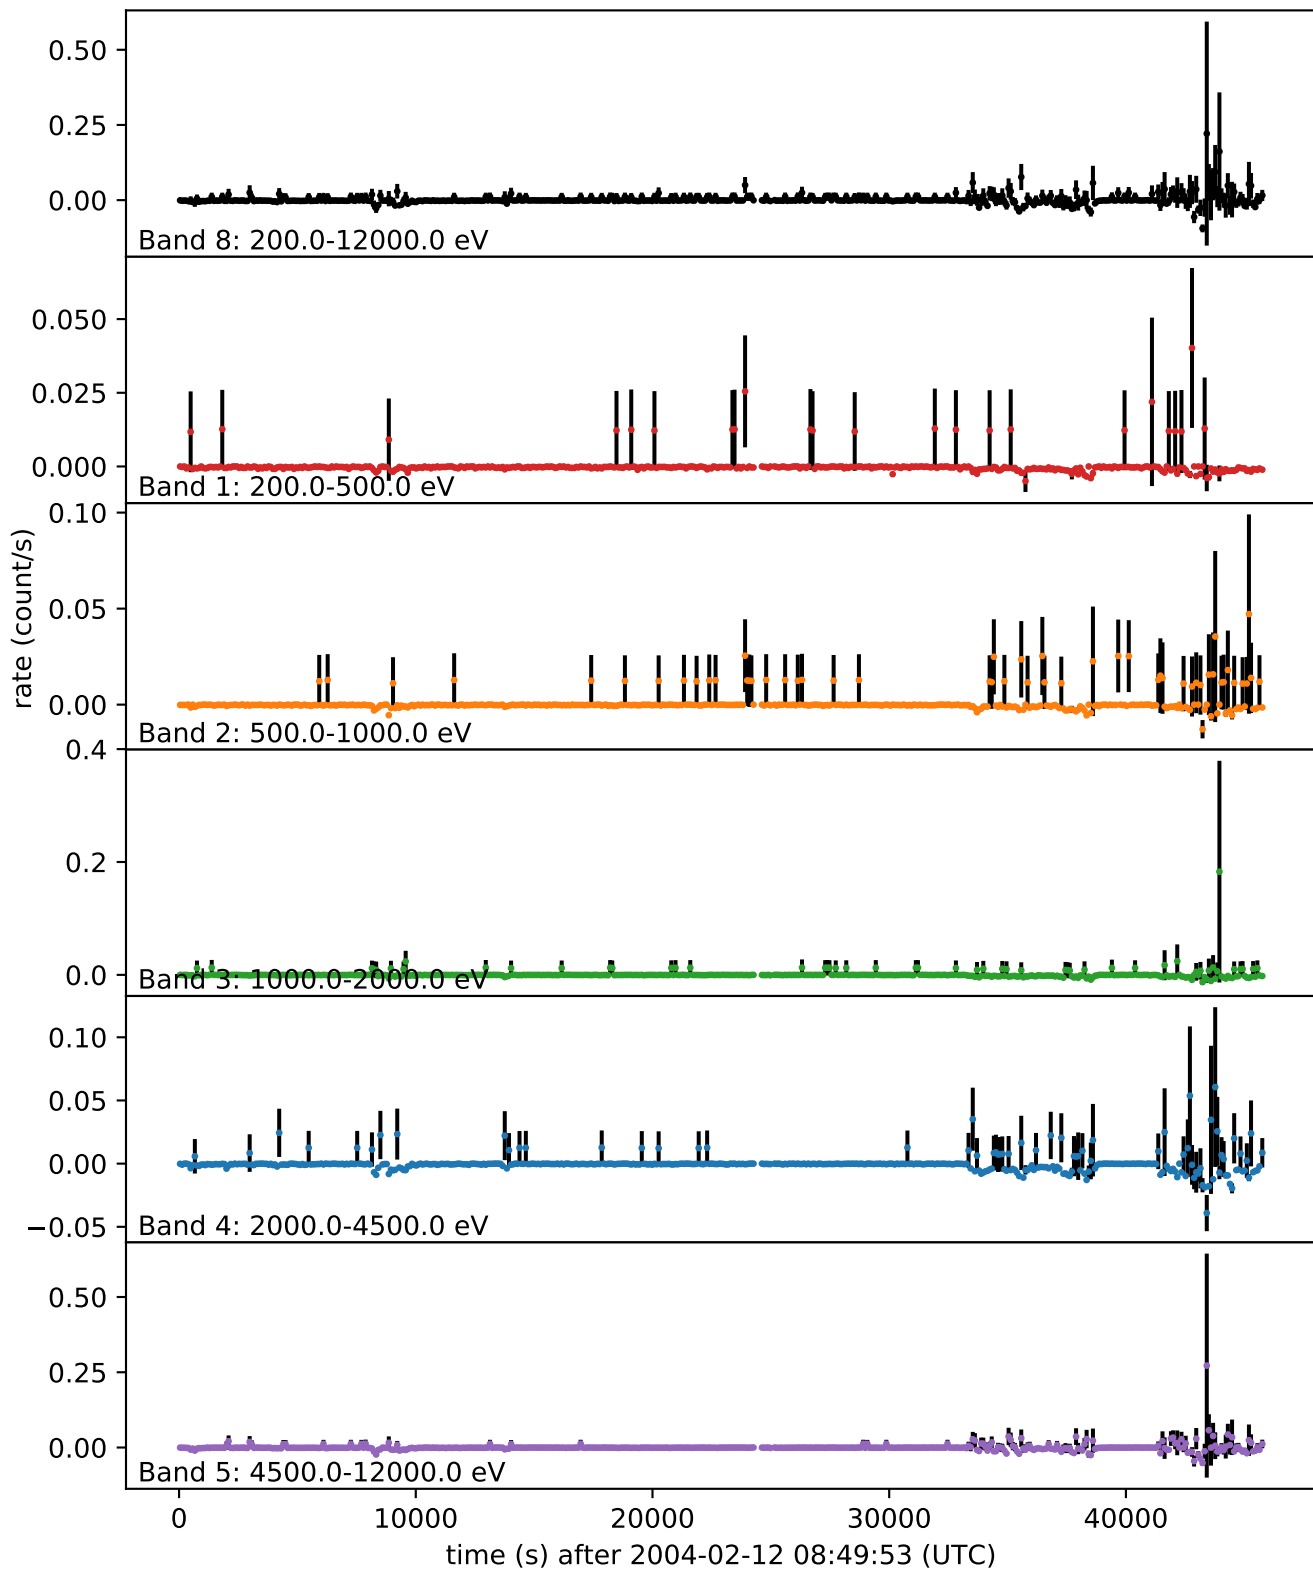 0.50
0.25
0.00
Band 8: 200.0-12000.0 eV
0.050
0.025
0.000
Band 1: 200.0-500.0 eV
rate (count/s)
0.10
0.05
0.00
Band 2: 500.0-1000.0 eV
0.4
0.2
0.0
Band 3: 1000.0-2000.0 eV
0.10
0.05
0.00
−0.05
Band 4: 2000.0-4500.0 eV
0.50
0.25
0.00
Band 5: 4500.0-12000.0 eV
0 10000 20000 30000 40000
time (s) after 2004-02-12 08:49:53 (UTC)